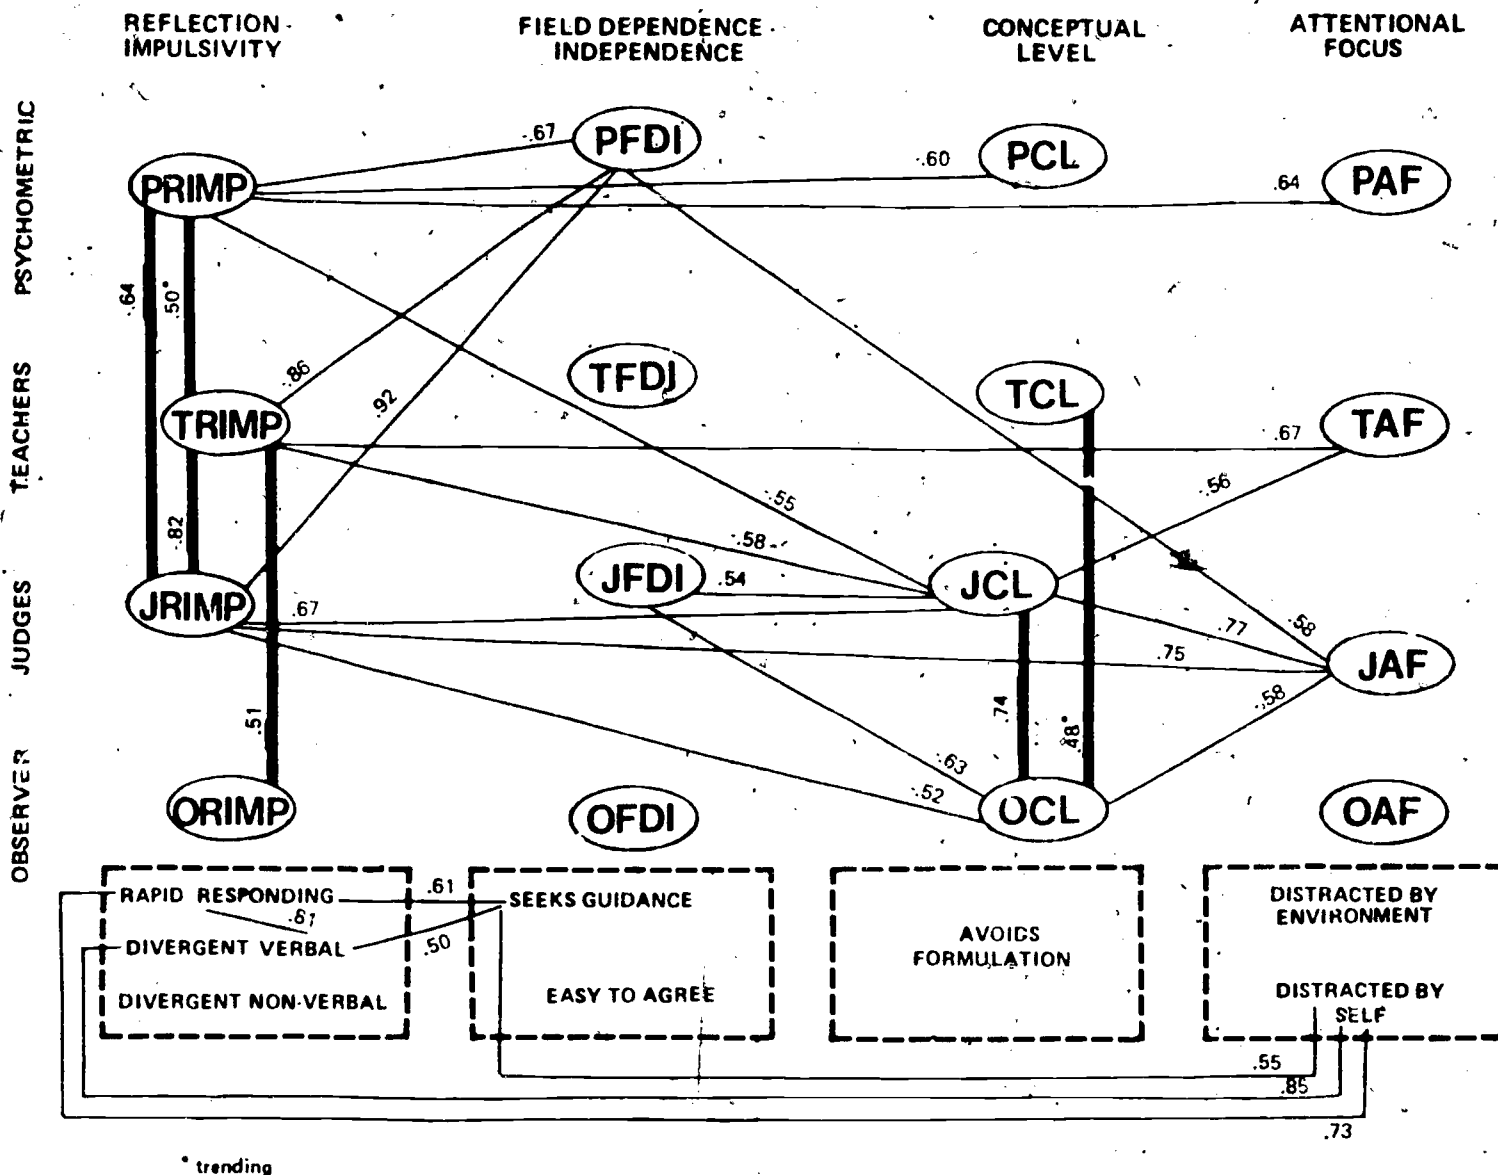 REFLECTION
IMPULSIVITY
FIELD DEPENDENCE
INDEPENDENCE
CONCEPTUAL
LEVEL
ATTENTIONAL
FOCUS
PSYCHOMETRIC
PRIMP
-.67
PFDI
-.60
PCL
.64
PAF
-.64
.50*
TEACHERS
TRIMP
-.86
.92
TFDI
TCL
TAF
.67
-.56
-.55
-.58
-.82
JUDGES
JRIMP
.67
JFDI
.54
JCL
.77
.58
.75
JAF
.51
.74
.48*
-.58
-.63
-.52
OBSERVER
ORIMP
OFDI
OCL
OAF
RAPID RESPONDING
.61
SEEKS GUIDANCE
.81
DIVERGENT VERBAL
.50
DIVERGENT NON-VERBAL
EASY TO AGREE
AVOIDS
FORMULATION
DISTRACTED BY
ENVIRONMENT
DISTRACTED BY
SELF
.55
.85
.73
* trending